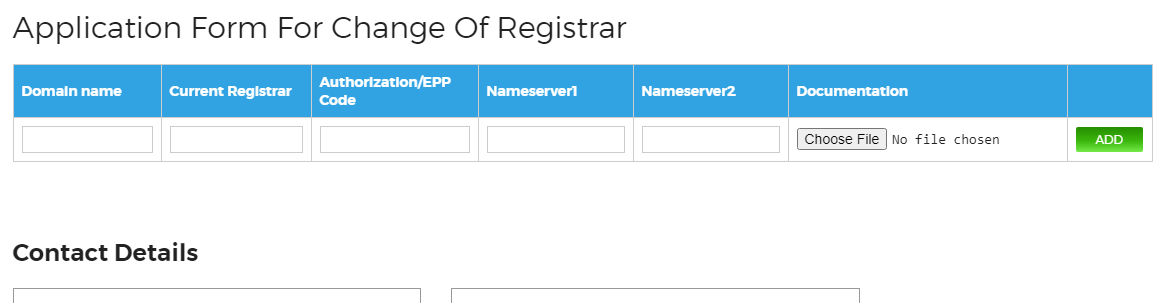 Application Form For Change Of Registrar
Domain name Current Registrar Authorization/EPP Code Nameserver1 Nameserver2 Documentation
Choose File No file chosen ADD
Contact Details